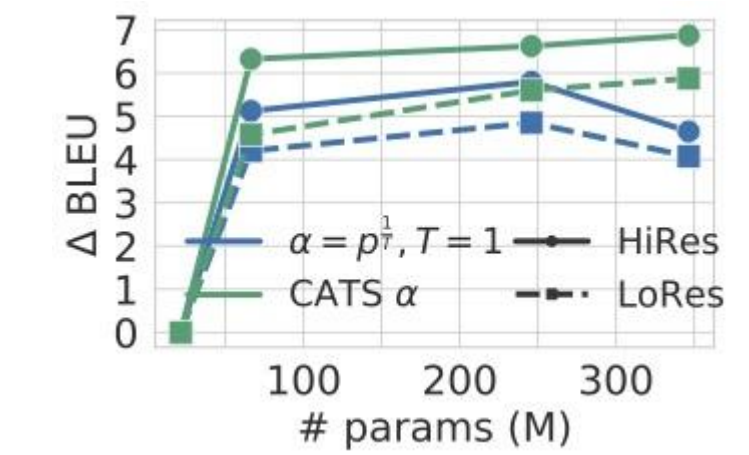 7
6
5
4
3
2
1
0
Δ BLEU
α = p^{1/T}, T = 1
HiRes
CATS α
LoRes
100 200 300
# params (M)